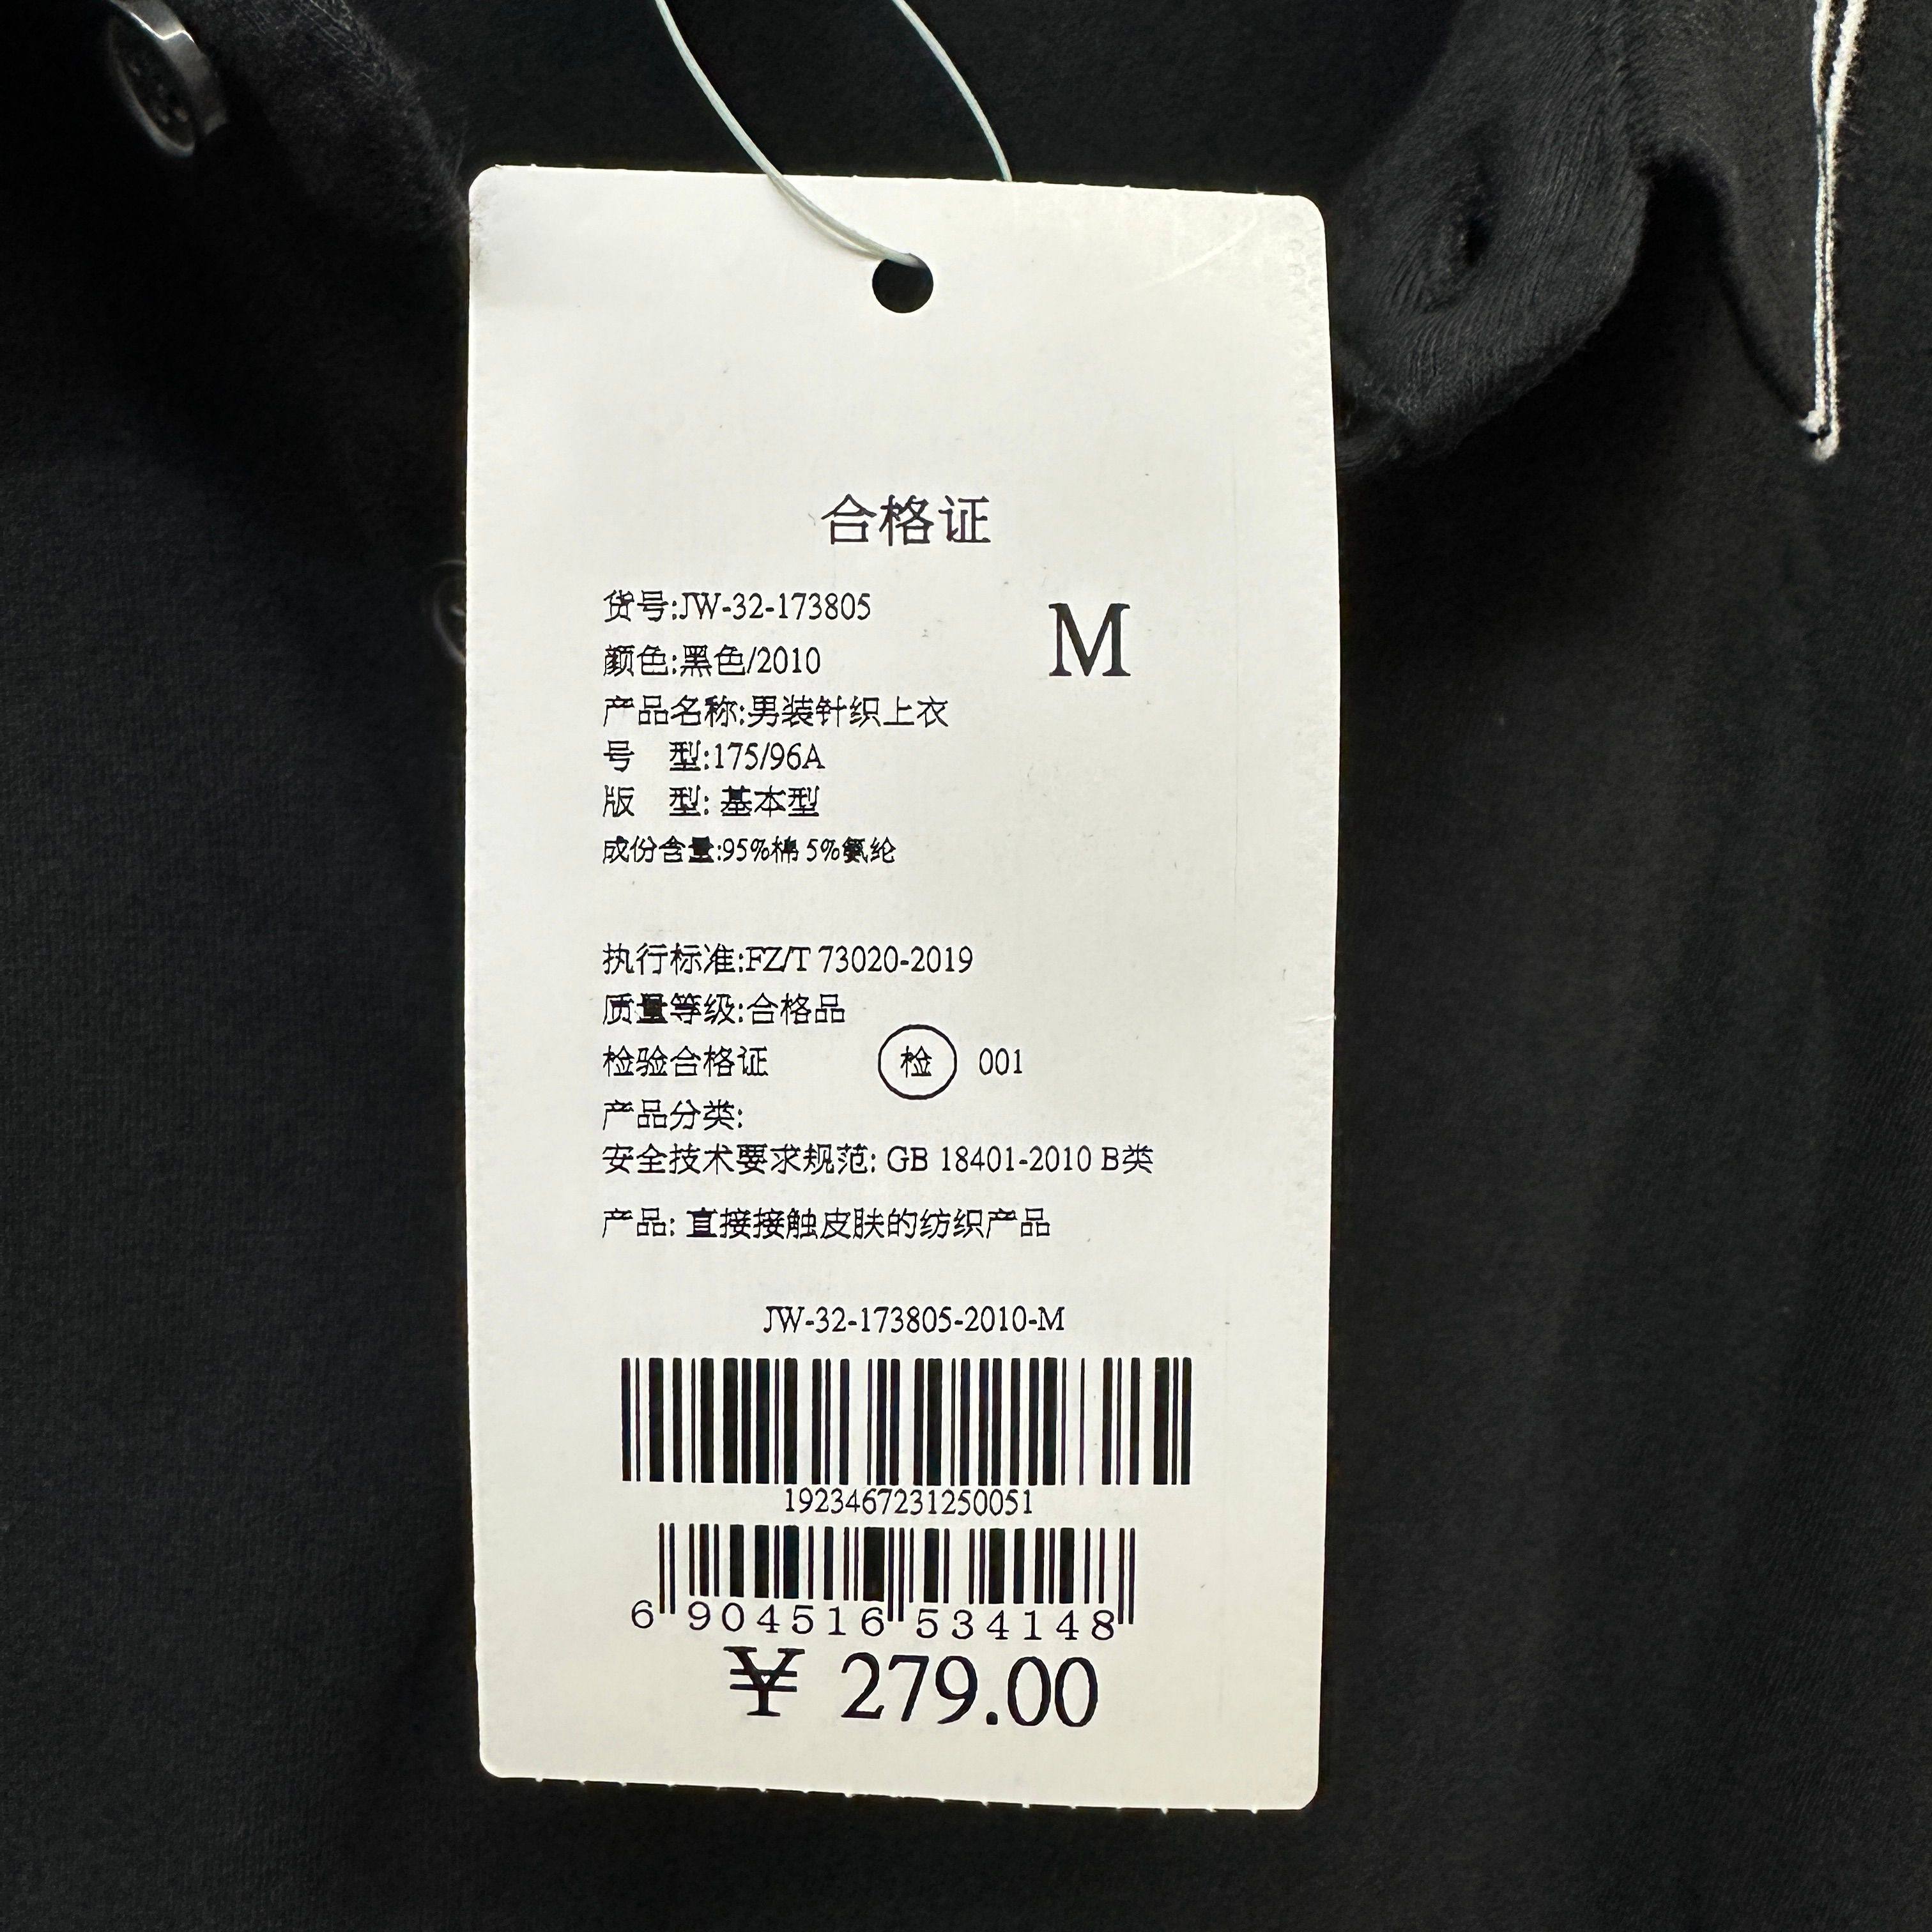 合格证
货号:JW-32-173805
M
颜色:黑色/2010
产品名称:男装针织上衣
号 型:175/96A
版 型: 基本型
成份含量:95%棉 5%氨纶
执行标准:FZ/T 73020-2019
质量等级:合格品
检验合格证 检 001
产品分类:
安全技术要求规范: GB 18401-2010 B类
产品: 直接接触皮肤的纺织产品
JW-32-173805-2010-M
1923467231250051
6 904516 534148
¥ 279.00